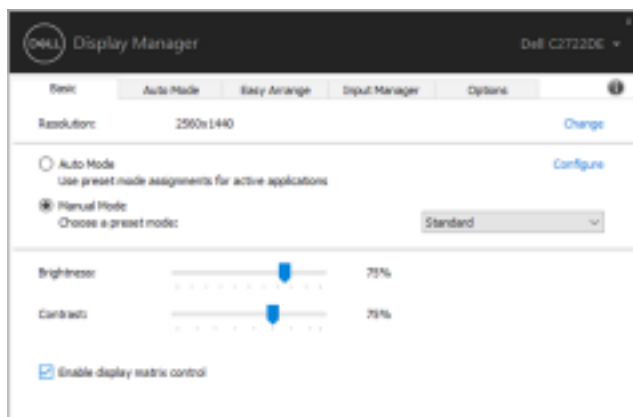 DELL Display Manager
Dell C2722DE
Basic Auto Mode Easy Arrange Input Manager Options
Resolution: 2560x1440 Change
Auto Mode Configure
Use preset mode assignments for active applications
Manual Mode
Choose a preset mode: Standard
Brightness: 75%
Contrast: 75%
Enable display matrix control